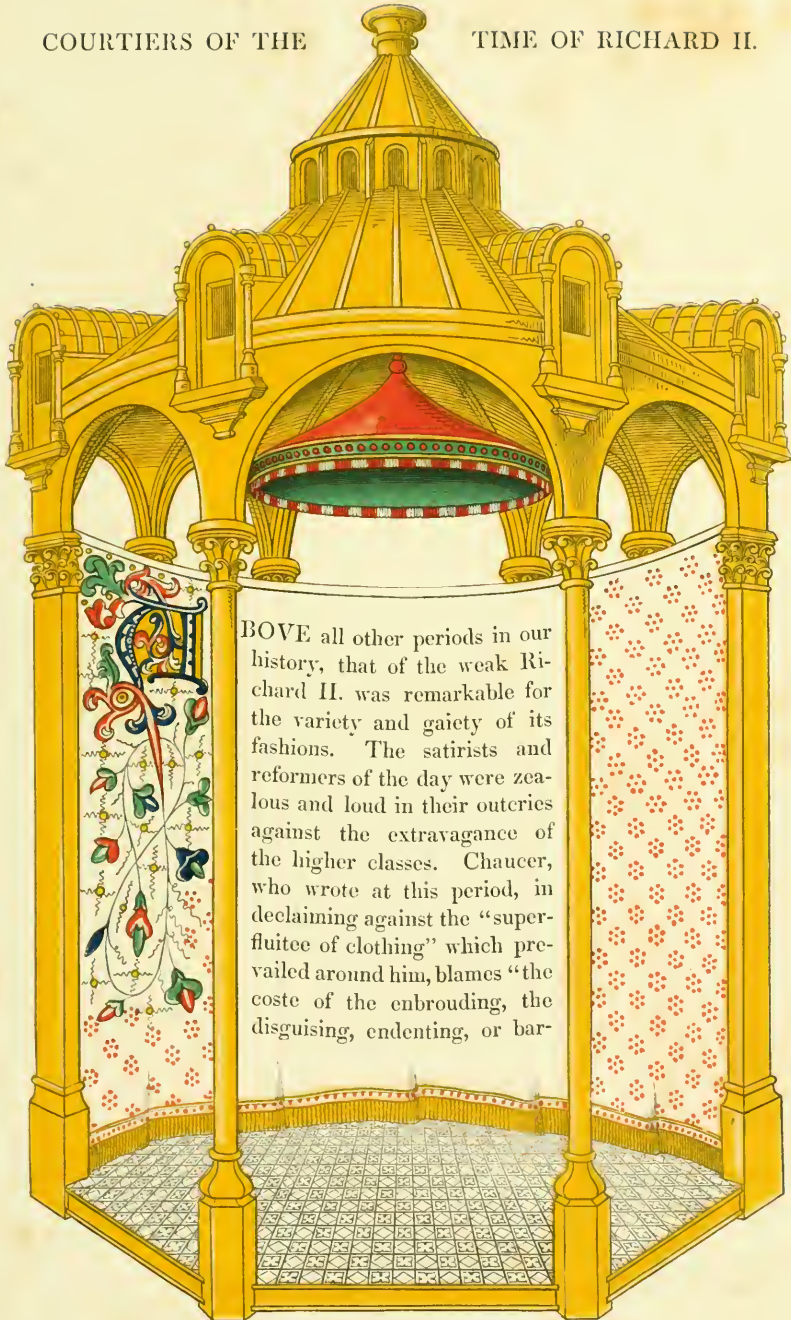 COURTIERS OF THE TIME OF RICHARD II.
ABOVE all other periods in our
history, that of the weak Ri-
chard II. was remarkable for
the variety and gaiety of its
fashions. The satirists and
reformers of the day were zea-
lous and loud in their outcries
against the extravagance of
the higher classes. Chaucer,
who wrote at this period, in
declaiming against the “super-
fluitee of clothing” which pre-
vailed around him, blames “the
coste of the enbrouding, the
disguising, endenting, or bar-